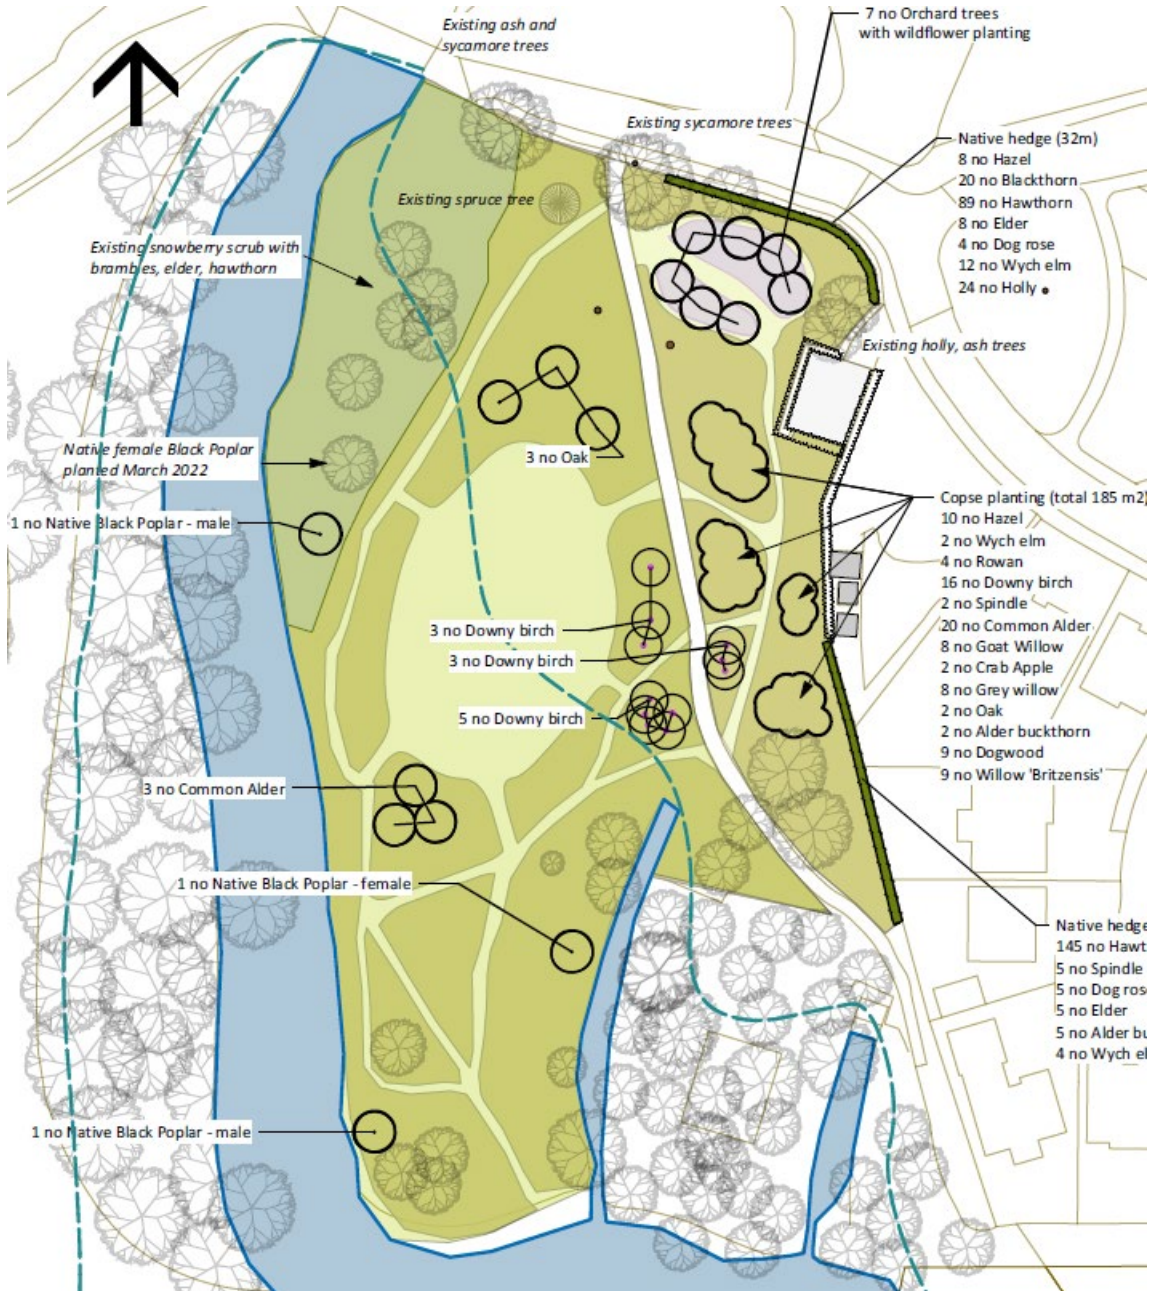 Existing ash and
sycamore trees
7 no Orchard trees
with wildflower planting
Existing sycamore trees
Native hedge (32m)
8 no Hazel
20 no Blackthorn
89 no Hawthorn
8 no Elder
4 no Dog rose
12 no Wych elm
24 no Holly
Existing spruce tree
Existing snowberry scrub with
brambles, elder, hawthorn
Existing holly, ash trees
Native female Black Poplar
planted March 2022
3 no Oak
1 no Native Black Poplar - male
Copse planting (total 185 m2)
10 no Hazel
2 no Wych elm
4 no Rowan
16 no Downy birch
2 no Spindle
20 no Common Alder
8 no Goat Willow
2 no Crab Apple
8 no Grey willow
2 no Oak
2 no Alder buckthorn
9 no Dogwood
9 no Willow 'Britzensis'
3 no Downy birch
3 no Downy birch
5 no Downy birch
3 no Common Alder
1 no Native Black Poplar - female
Native hedge
145 no Hawt
5 no Spindle
5 no Dog rose
5 no Elder
5 no Alder bu
4 no Wych el
1 no Native Black Poplar - male